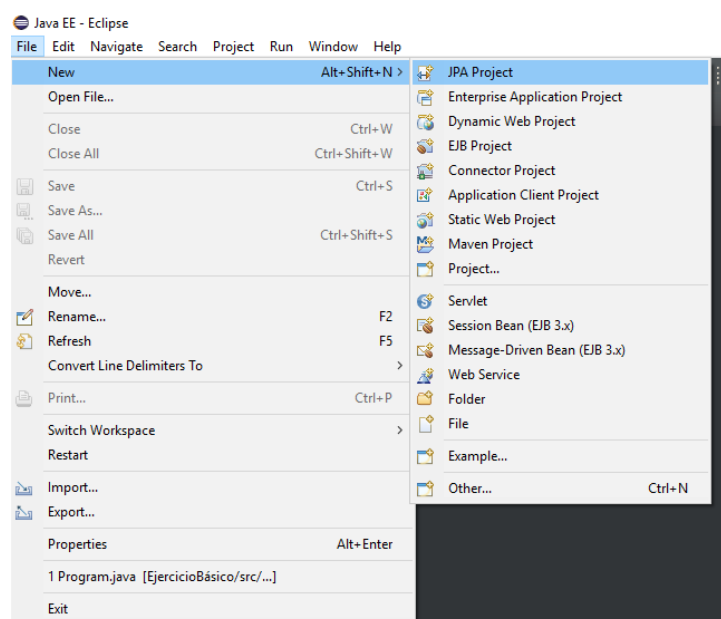 Java EE - Eclipse
File Edit Navigate Search Project Run Window Help
New Alt+Shift+N >
Open File...
Close Ctrl+W
Close All Ctrl+Shift+W
Save Ctrl+S
Save As...
Save All Ctrl+Shift+S
Revert
Move...
Rename... F2
Refresh F5
Convert Line Delimiters To >
Print... Ctrl+P
Switch Workspace >
Restart
Import...
Export...
Properties Alt+Enter
1 Program.java [EjercicioBásico/src/...]
Exit
JPA Project
Enterprise Application Project
Dynamic Web Project
EJB Project
Connector Project
Application Client Project
Static Web Project
Maven Project
Project...
Servlet
Session Bean (EJB 3.x)
Message-Driven Bean (EJB 3.x)
Web Service
Folder
File
Example...
Other... Ctrl+N